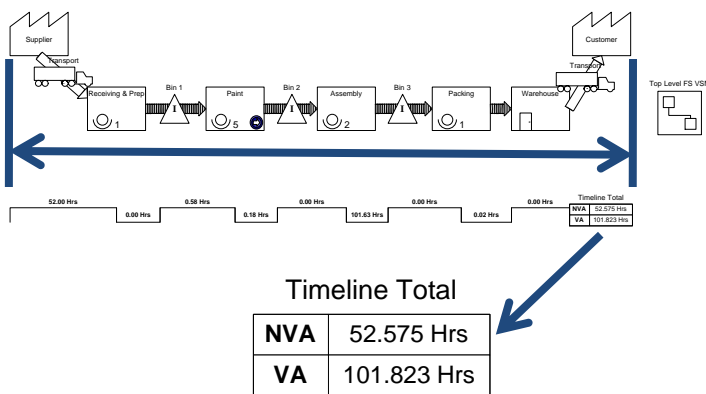 Supplier
Customer
Transport
Transport
Receiving & Prep
Bin 1
Paint
Bin 2
Assembly
Bin 3
Packing
Warehouse
Top Level FS VSM
1
I
5
I
2
I
1
52.00 Hrs
0.58 Hrs
0.00 Hrs
0.00 Hrs
0.00 Hrs
0.00 Hrs
0.18 Hrs
101.63 Hrs
0.02 Hrs
Timeline Total
NVA 52.575 Hrs
VA 101.823 Hrs
Timeline Total
NVA 52.575 Hrs
VA 101.823 Hrs